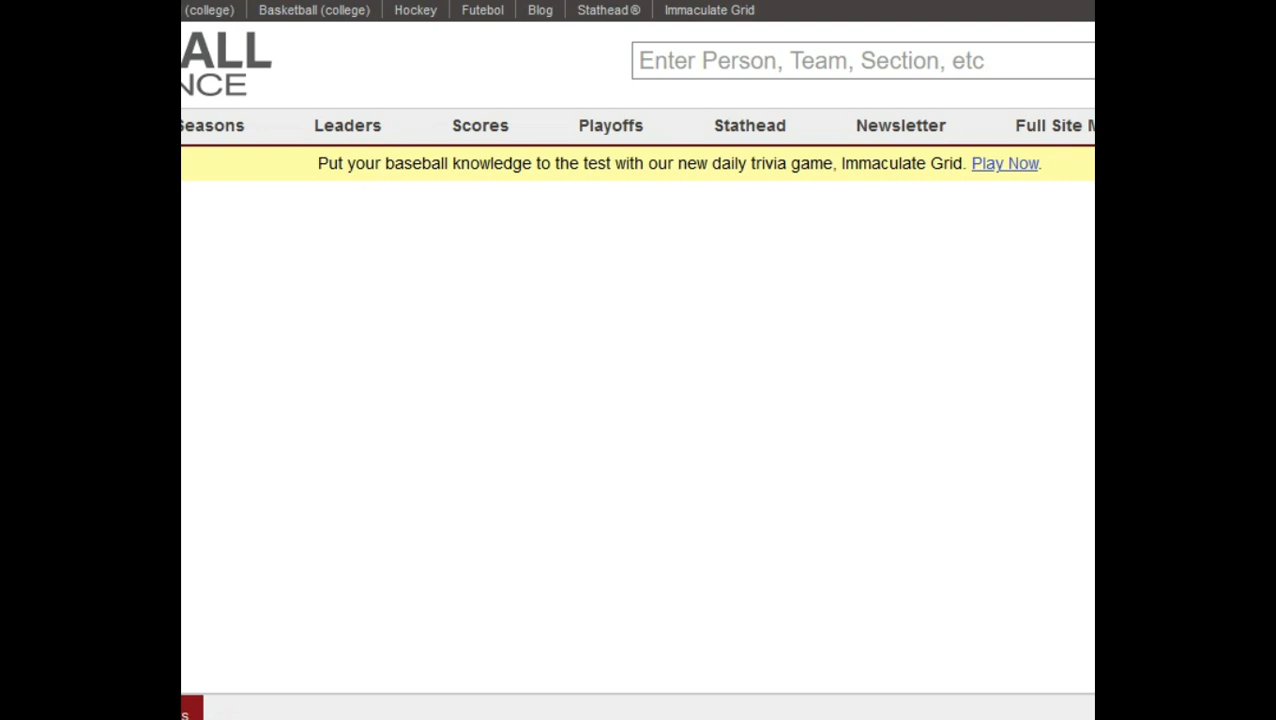 (college) Basketball (college) Hockey Futebol Blog Stathead® Immaculate Grid
ALL
NCE
Enter Person, Team, Section, etc
Seasons Leaders Scores Playoffs Stathead Newsletter Full Site M
Put your baseball knowledge to the test with our new daily trivia game, Immaculate Grid. Play Now.
s